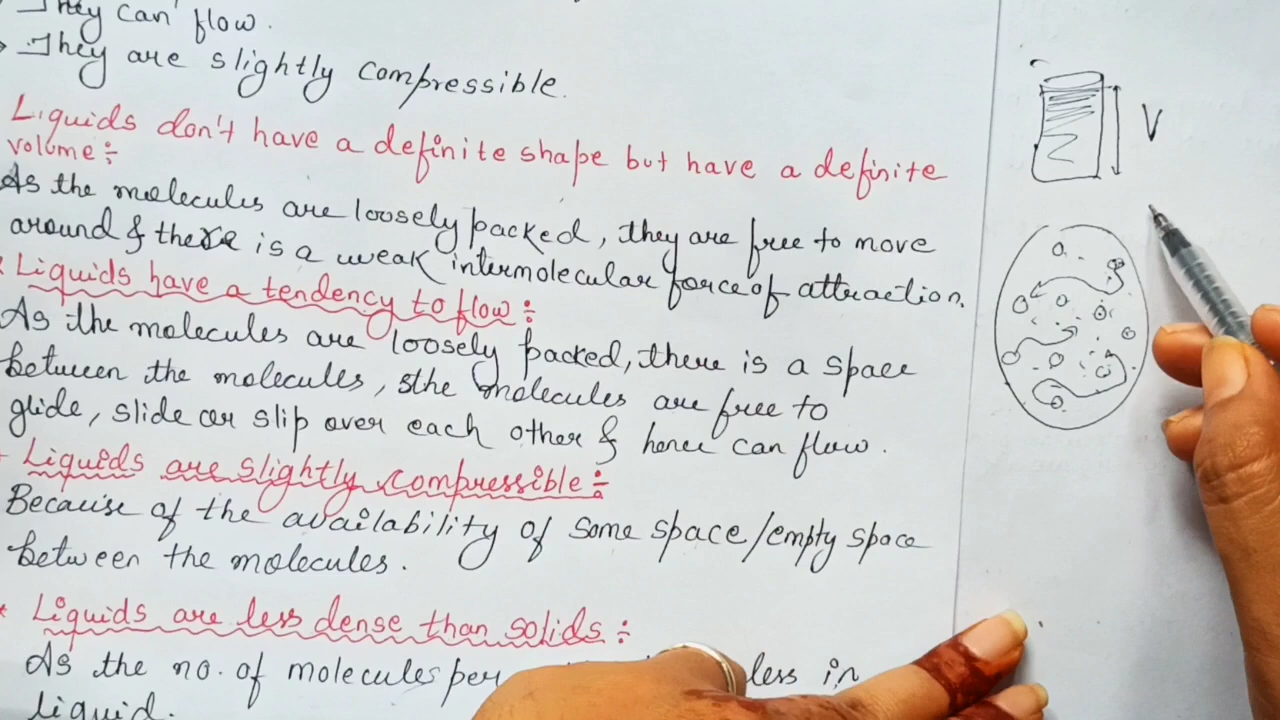 They can flow.
They are slightly compressible.
Liquids don't have a definite shape but have a definite
volume :
As the molecules are loosely packed, they are free to move
around & there is a weak intermolecular force of attraction.
Liquids have a tendency to flow :
As the molecules are loosely packed, there is a space
between the molecules, sthe molecules are free to
glide, slide or slip over each other & hence can flow.
Liquids are slightly compressible :
Because of the availability of some space/empty space
between the molecules.
* Liquids are less dense than solids :
As the no. of molecules per less in
liquid.
V